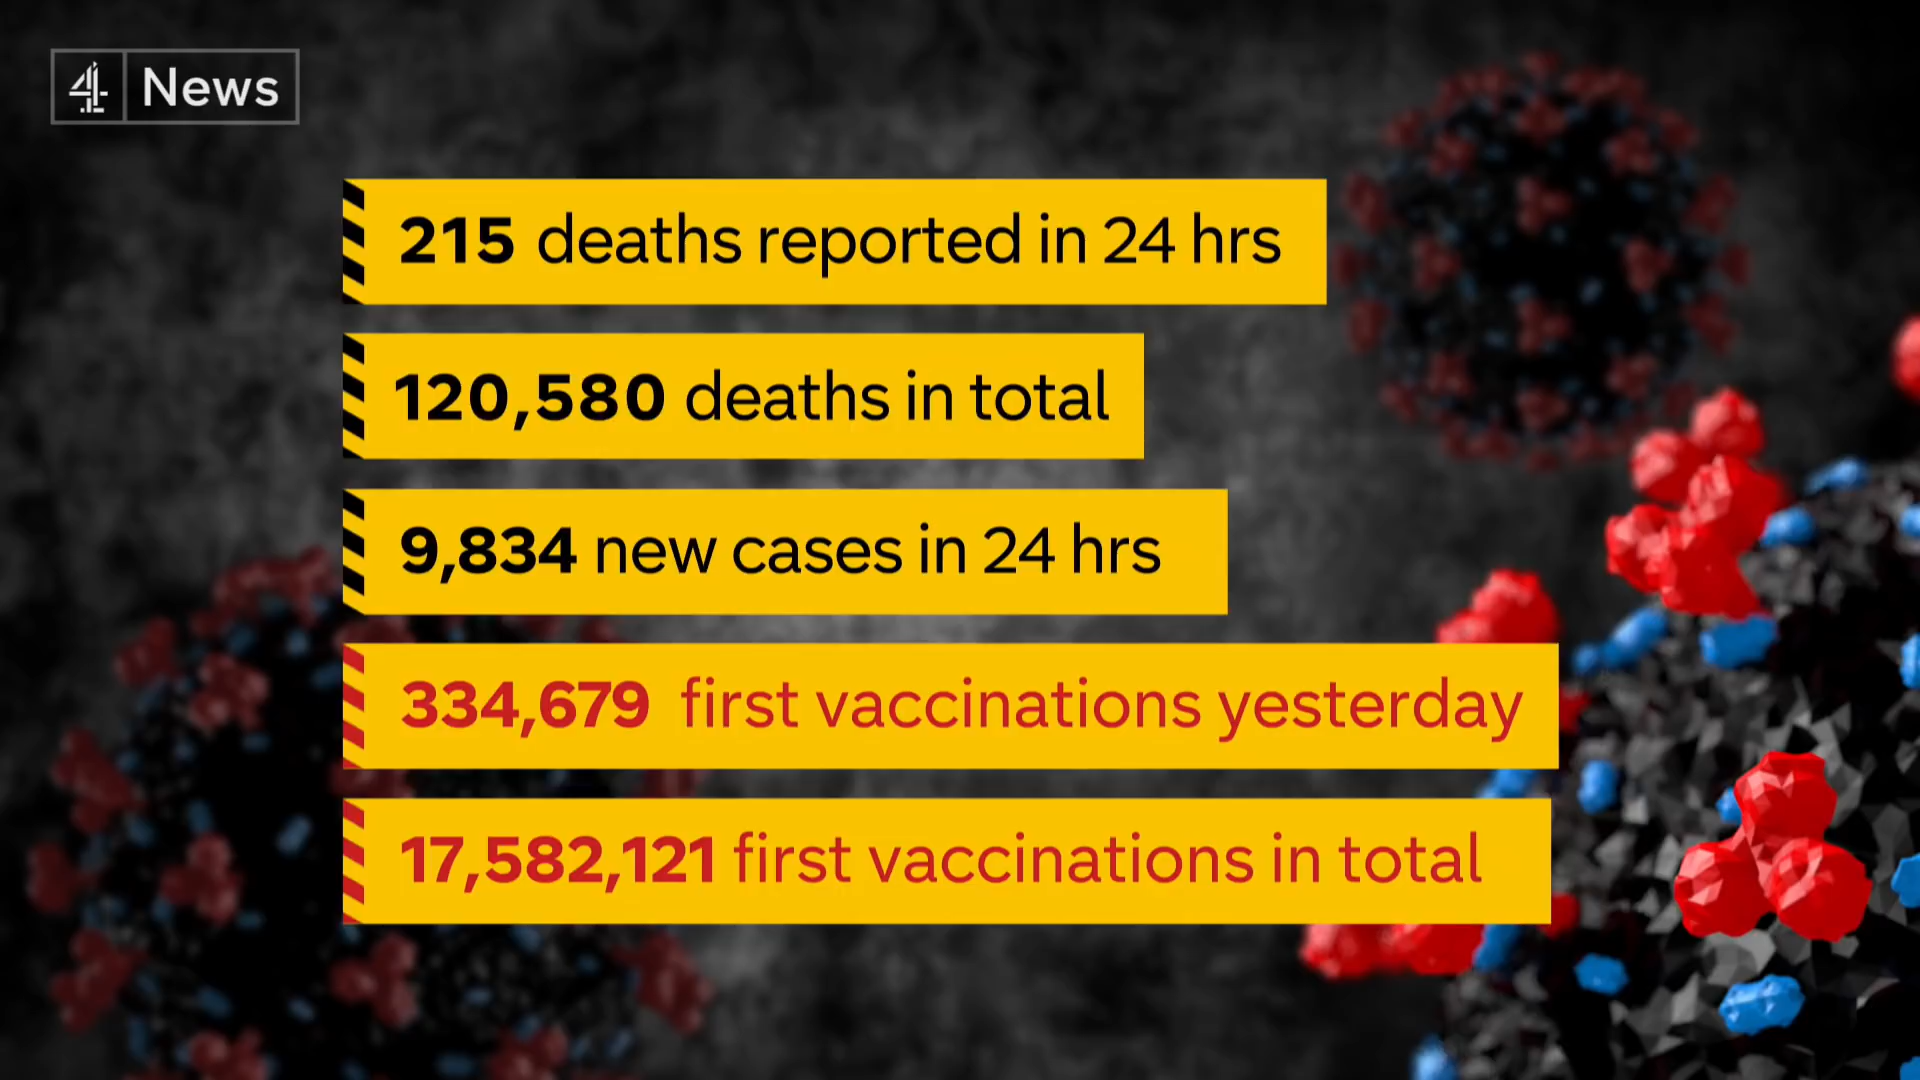 4 News
215 deaths reported in 24 hrs
120,580 deaths in total
9,834 new cases in 24 hrs
334,679 first vaccinations yesterday
17,582,121 first vaccinations in total